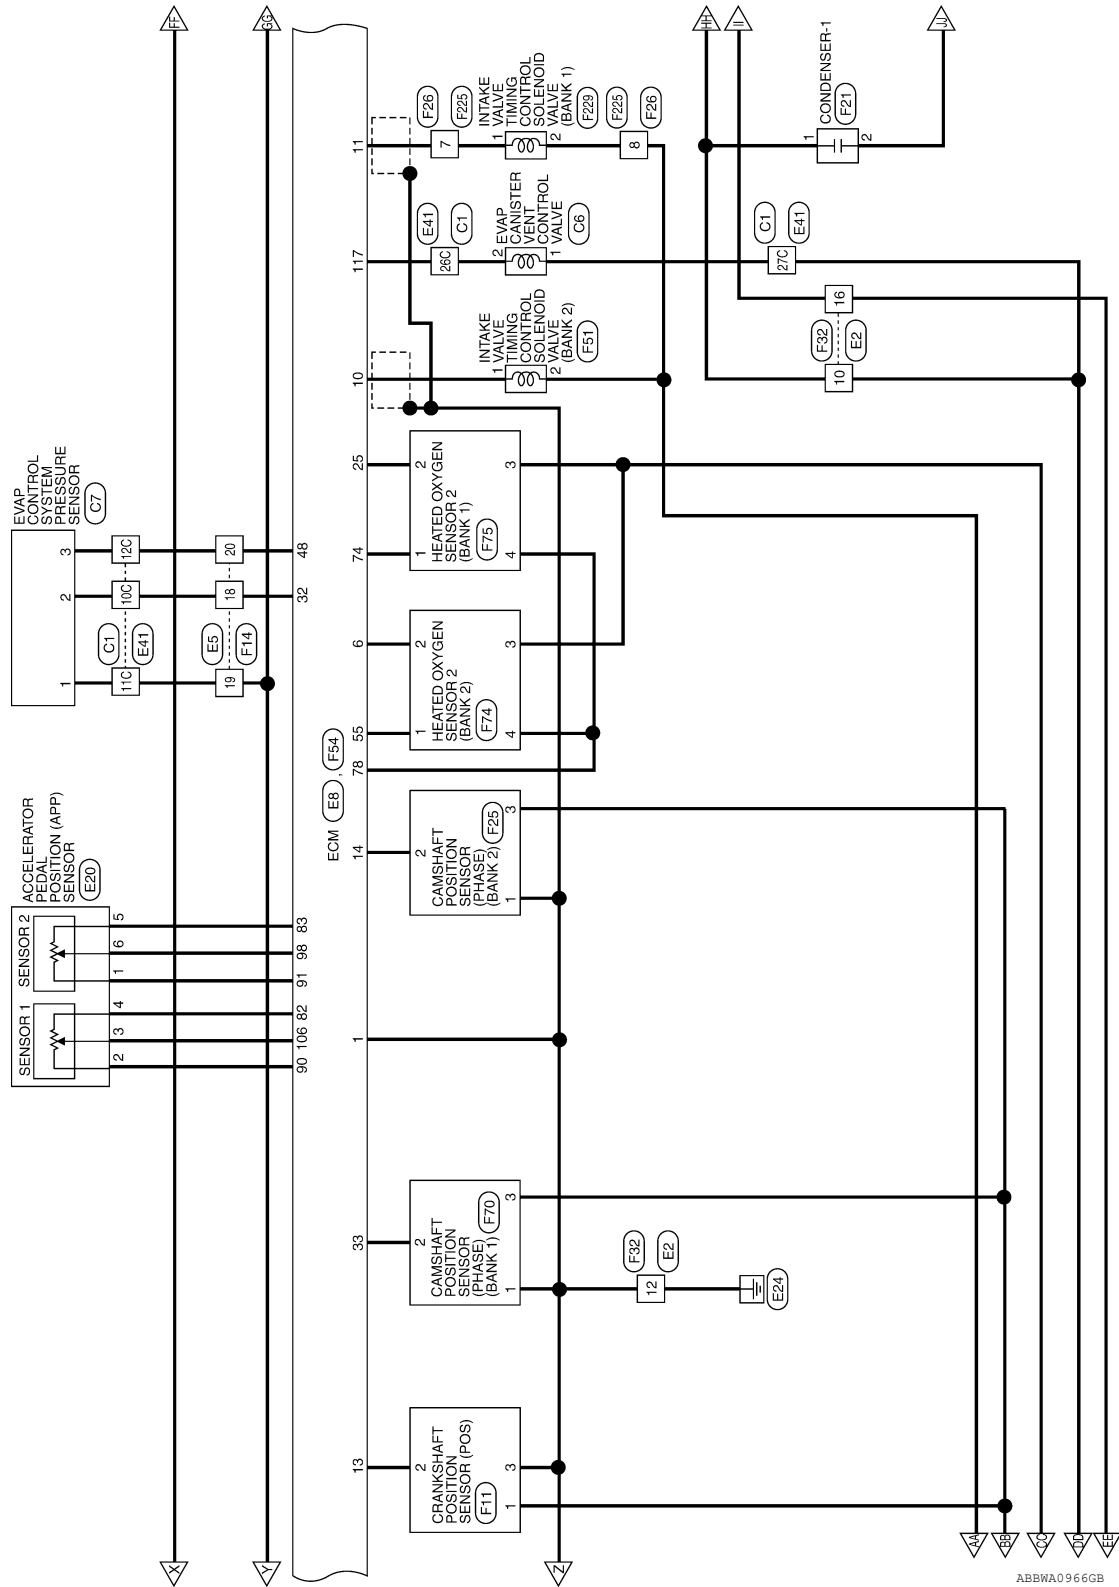 FF
GG
HH
II
JJ
CONDENSER-1
F21
1
2
F26
F225
INTAKE
VALVE
TIMING
CONTROL
SOLENOID
VALVE
(BANK 1)
F229
F225
F26
11
7
1
2
8
E41
C1
EVAP
CANISTER
VENT
CONTROL
VALVE
C6
C1
E41
117
26C
2
1
27C
16
F32
E2
10
INTAKE
VALVE
TIMING
CONTROL
SOLENOID
VALVE
(BANK 2)
F51
10
1
2
EVAP
CONTROL
SYSTEM
PRESSURE
SENSOR
C7
3
12C
20
48
2
10C
18
32
C1
E41
E5
F14
1
11C
19
25
2
HEATED OXYGEN
SENSOR 2
(BANK 1)
F75
3
74
1
4
6
2
HEATED OXYGEN
SENSOR 2
(BANK 2)
F74
3
55
1
4
78
ECM E8 , F54
ACCELERATOR
PEDAL
POSITION (APP)
SENSOR
E20
SENSOR 2
5
83
6
98
1
91
SENSOR 1
4
82
3
106
2
90
14
2
CAMSHAFT
POSITION
SENSOR
(PHASE)
(BANK 2)
F25
3
1
1
33
2
CAMSHAFT
POSITION
SENSOR
(PHASE)
(BANK 1)
F70
3
1
F32
E2
12
E24
13
2
CRANKSHAFT
POSITION
SENSOR (POS)
F11
3
1
X
Y
Z
AA
BB
CC
DD
EE
ABBWA0966GB